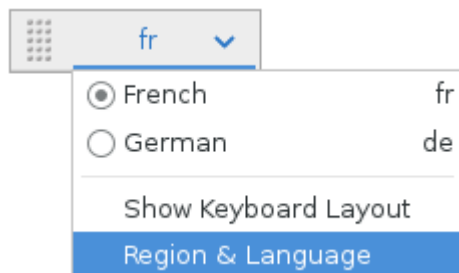 fr
French fr
German de
Show Keyboard Layout
Region & Language